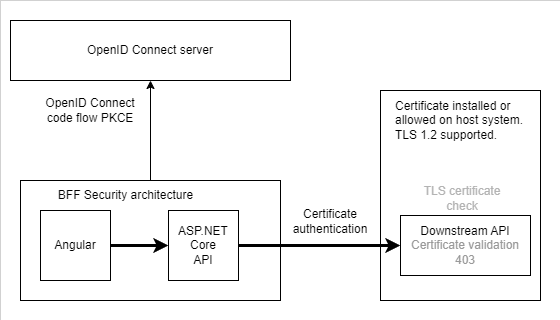 OpenID Connect server
OpenID Connect
code flow PKCE
Certificate installed or
allowed on host system.
TLS 1.2 supported.
BFF Security architecture
TLS certificate
check
Angular
ASP.NET
Core
API
Certificate
authentication
Downstream API
Certificate validation
403